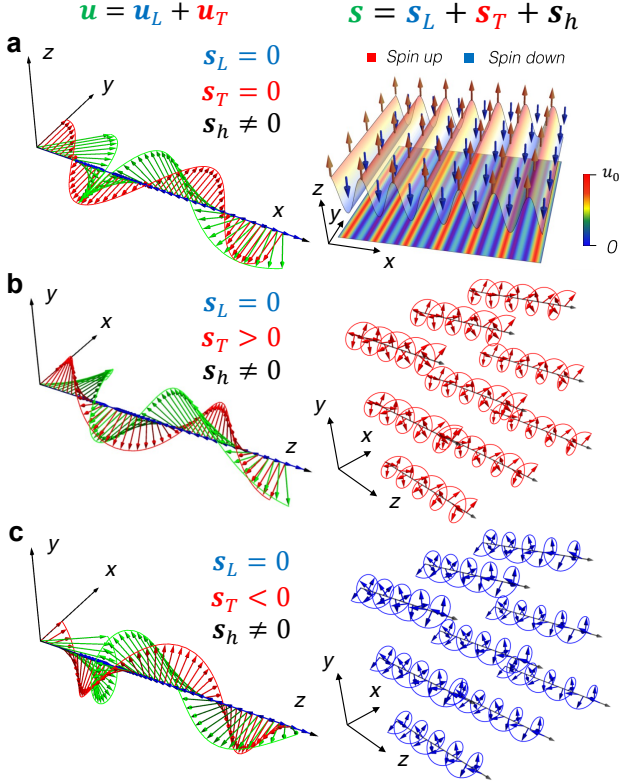 u = u_L + u_T
s = s_L + s_T + s_h
a
z
y
x
s_L = 0
s_T = 0
s_h ≠ 0
Spin up
Spin down
z
y
x
u_0
0
b
y
x
z
s_L = 0
s_T > 0
s_h ≠ 0
y
x
z
c
y
x
z
s_L = 0
s_T < 0
s_h ≠ 0
y
x
z